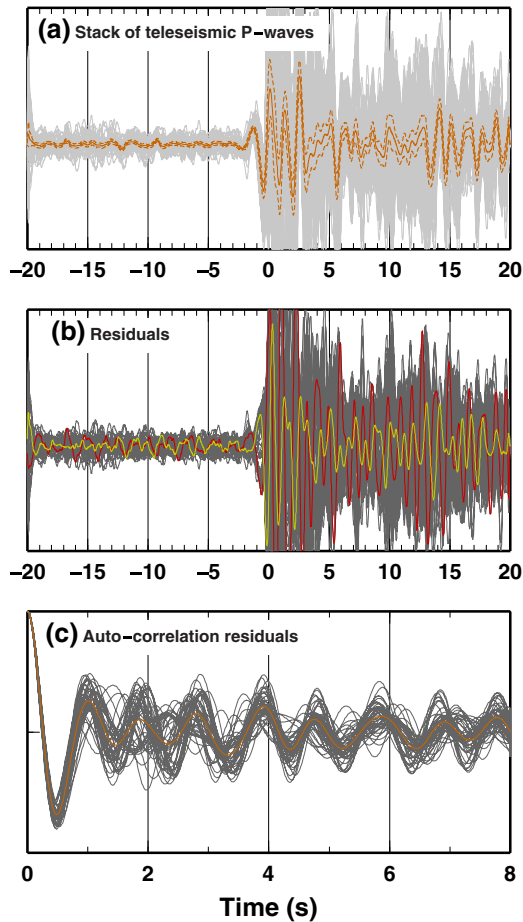 (a) Stack of teleseismic P−waves
−20 −15 −10 −5 0 5 10 15 20
(b) Residuals
−20 −15 −10 −5 0 5 10 15 20
(c) Auto−correlation residuals
0 2 4 6 8
Time (s)